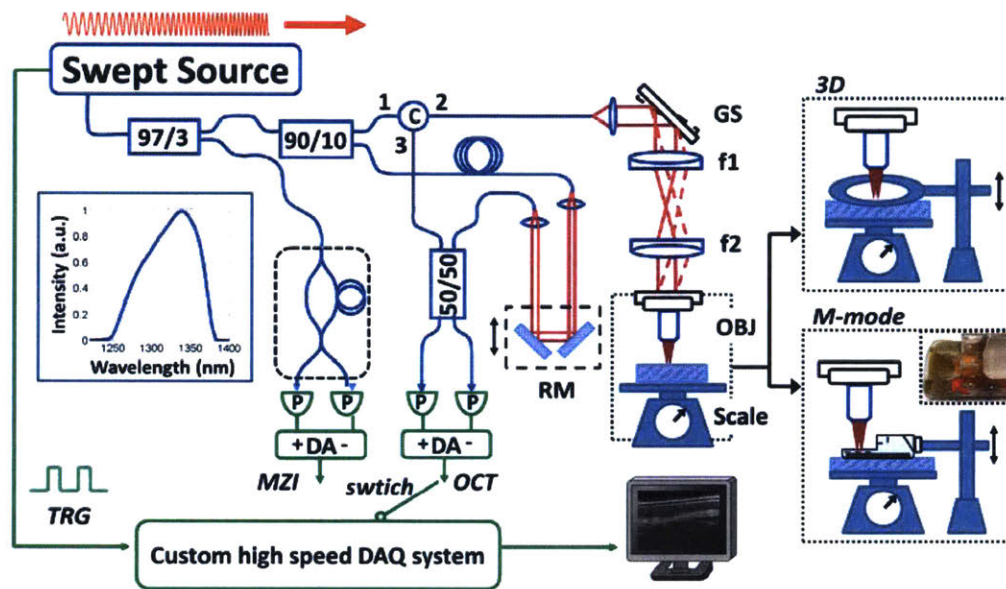 Swept Source
97/3
90/10
1
C
2
3
GS
f1
f2
3D
Intensity (a.u.)
1
0.8
0.6
0.4
0.2
0
1250
1300
1350
1400
Wavelength (nm)
50/50
RM
OBJ
Scale
M-mode
P
P
P
P
+DA-
+DA-
MZI
swtich
OCT
TRG
Custom high speed DAQ system